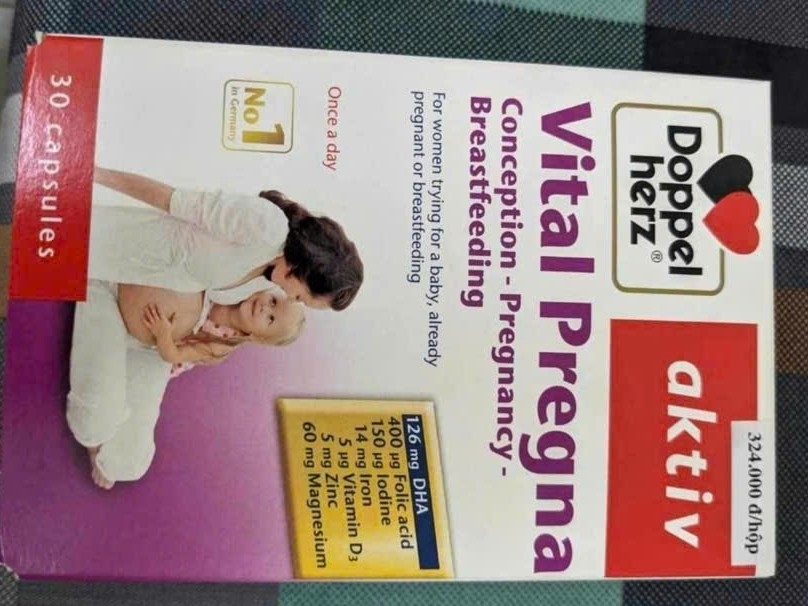 324.000 đ/hộp
Doppel
herz®
aktiv
Vital Pregna
Conception - Pregnancy -
Breastfeeding
For women trying for a baby, already
pregnant or breastfeeding
Once a day
No1
in Germany
126 mg DHA
400 µg Folic acid
150 µg Iodine
14 mg Iron
5 µg Vitamin D3
5 mg Zinc
60 mg Magnesium
30 capsules